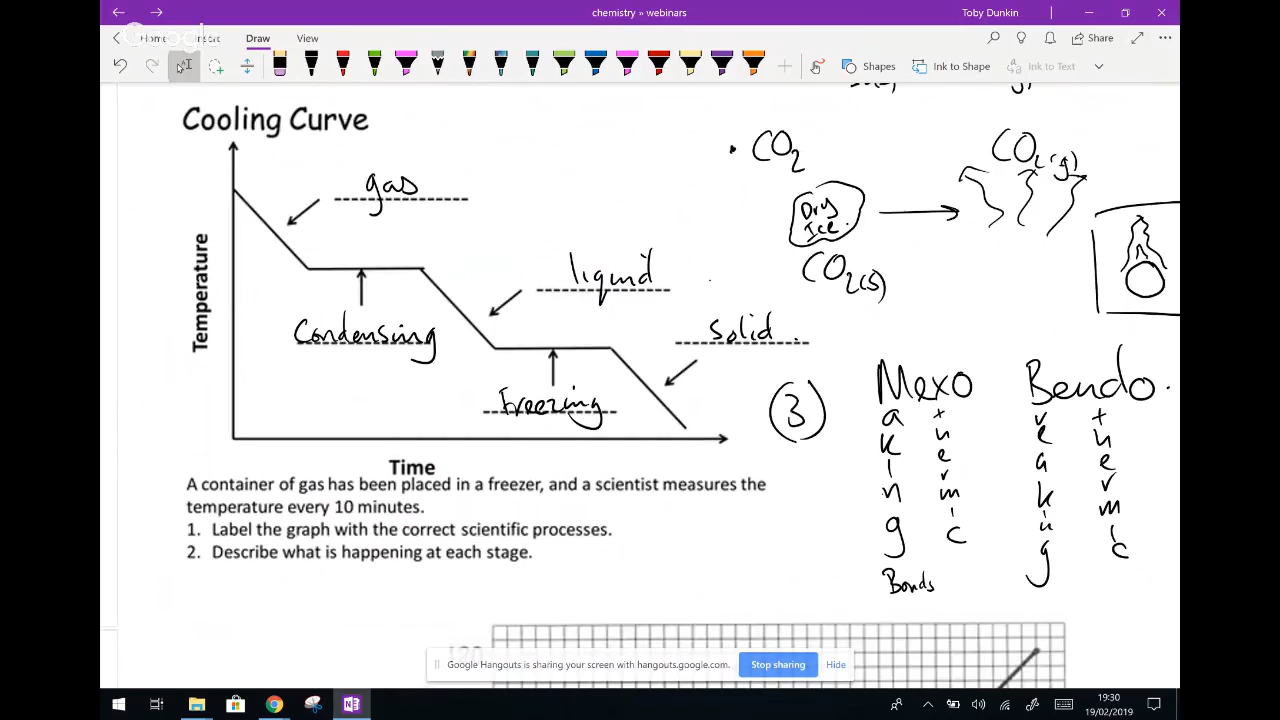 chemistry » webinars
Toby Dunkin
Google
Home
Insert
Draw
View
Share
Shapes
Ink to Shape
Ink to Text
Cooling Curve
gas
liquid
solid
Condensing
Freezing
Temperature
Time
A container of gas has been placed in a freezer, and a scientist measures the
temperature every 10 minutes.
1. Label the graph with the correct scientific processes.
2. Describe what is happening at each stage.
CO2
Dry
Ice
CO2(s)
CO2(g)
3
Mexo
Making
exothermic
Bonds
Bendo
Breaking
endothermic
Google Hangouts is sharing your screen with hangouts.google.com.
Stop sharing
Hide
19:30
19/02/2019